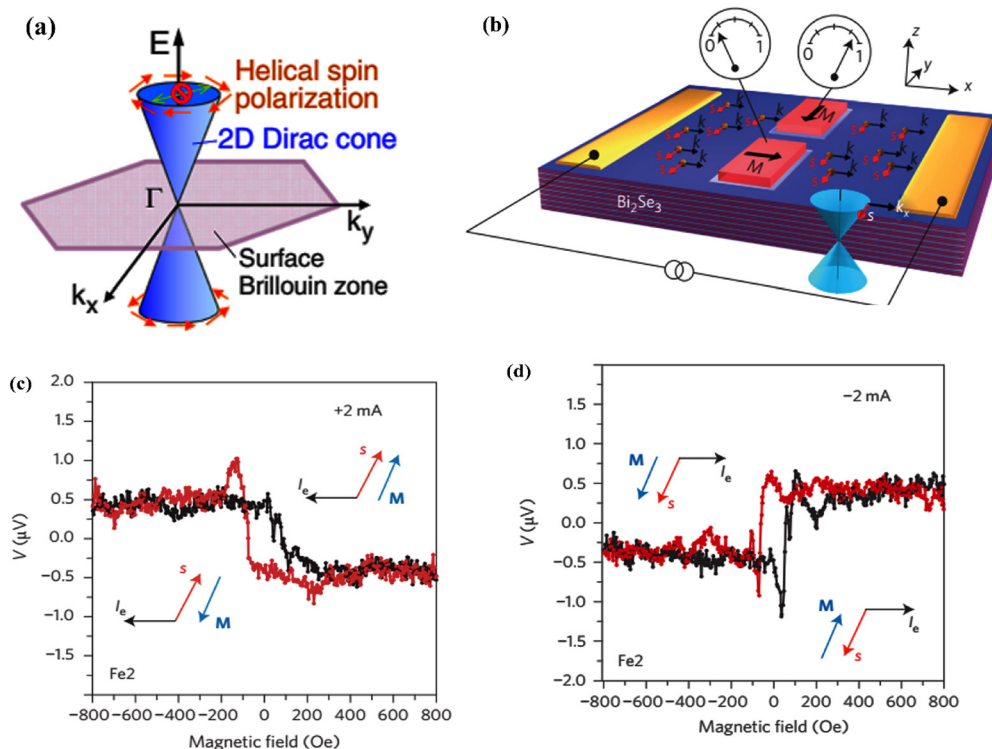 (a)
E
Helical spin
polarization
2D Dirac cone
Γ
k_y
Surface
Brillouin zone
k_x
(b)
0 1
0 1
z
y
x
M
M
k k k k k k k k k k
s s s s s s s s s s
Bi₂Se₃
k_x
s
(c)
2.0
1.5
1.0
0.5
0.0
−0.5
−1.0
−1.5
V (μV)
+2 mA
s
I_e
M
s
I_e
M
Fe2
−800 −600 −400 −200 0 200 400 600 800
Magnetic field (Oe)
(d)
1.5
1.0
0.5
0.0
−0.5
−1.0
−1.5
−2.0
V (μV)
−2 mA
M
I_e
s
M
I_e
s
Fe2
−800 −600 −400 −200 0 200 400 600 800
Magnetic field (Oe)